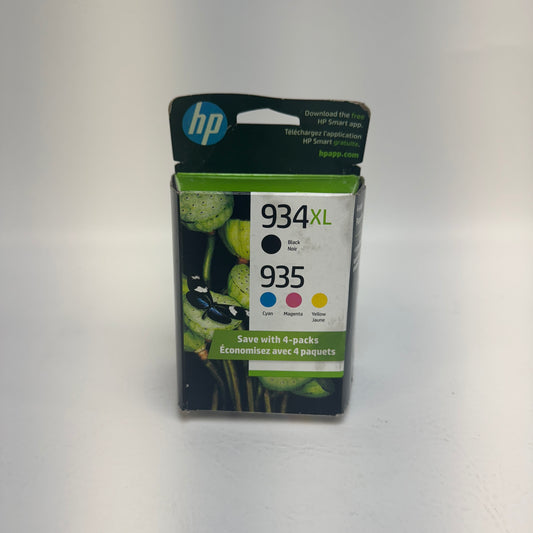 hp
Download the free
HP Smart app.
Téléchargez l'application
HP Smart gratuite.
hpapp.com
934XL
Black
Noir
935
Cyan Magenta Yellow
Jaune
Save with 4-packs
Économisez avec 4 paquets